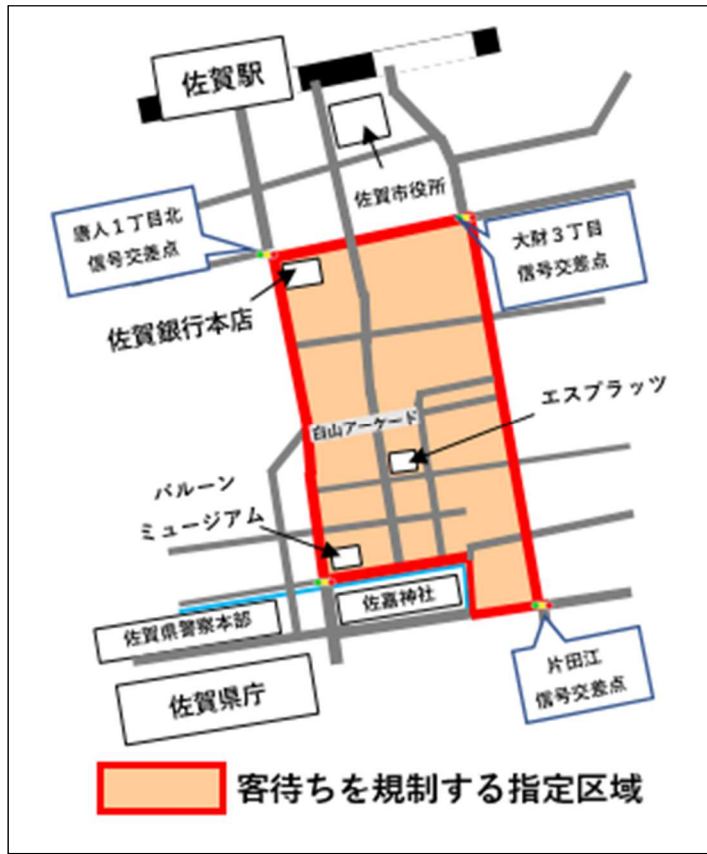 佐賀駅
佐賀市役所
唐人１丁目北
信号交差点
大財３丁目
信号交差点
佐賀銀行本店
エスプラッツ
白山アーケード
バルーン
ミュージアム
佐嘉神社
佐賀県警察本部
片田江
信号交差点
佐賀県庁
客待ちを規制する指定区域